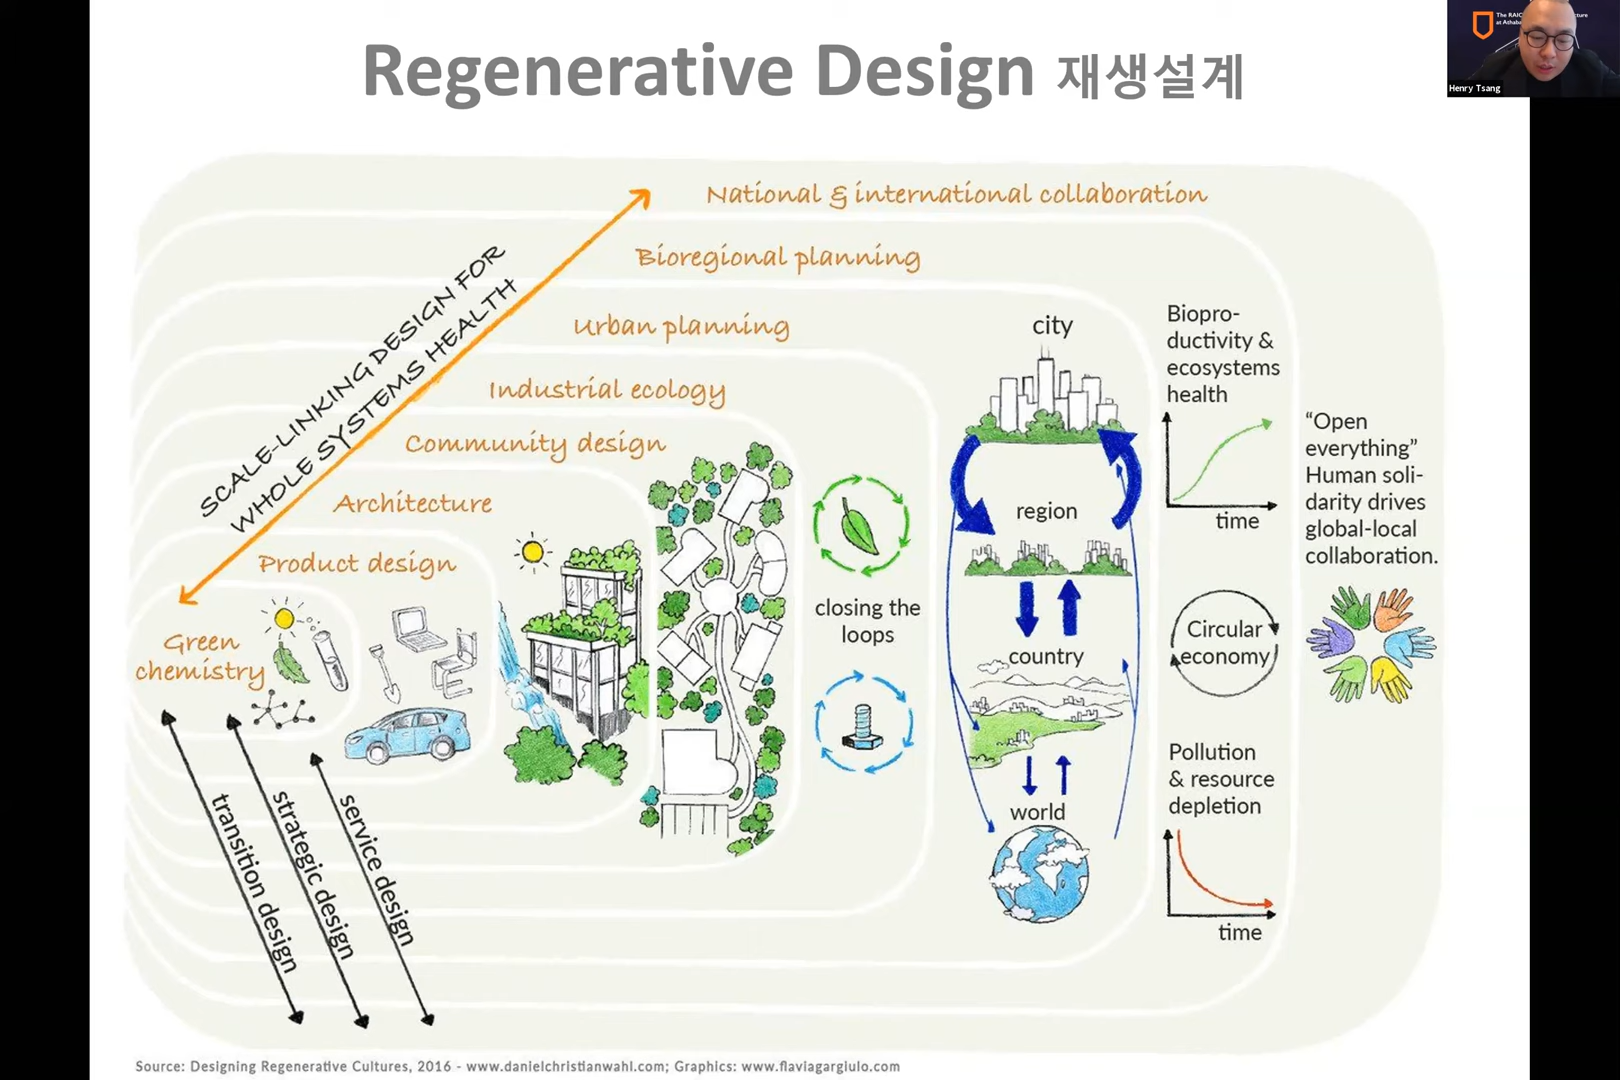 Regenerative Design 재생설계
The RAIC
at Athaba
Henry Tsang
National & international collaboration
Bioregional planning
Urban planning
Industrial ecology
Community design
Architecture
Product design
Green
chemistry
SCALE-LINKING DESIGN FOR
WHOLE SYSTEMS HEALTH
transition design
strategic design
service design
closing the
loops
city
region
country
world
Biopro-
ductivity &
ecosystems
health
time
Circular
economy
Pollution
& resource
depletion
time
“Open
everything”
Human soli-
darity drives
global-local
collaboration.
Source: Designing Regenerative Cultures, 2016 - www.danielchristianwahl.com; Graphics: www.flaviagargiulo.com